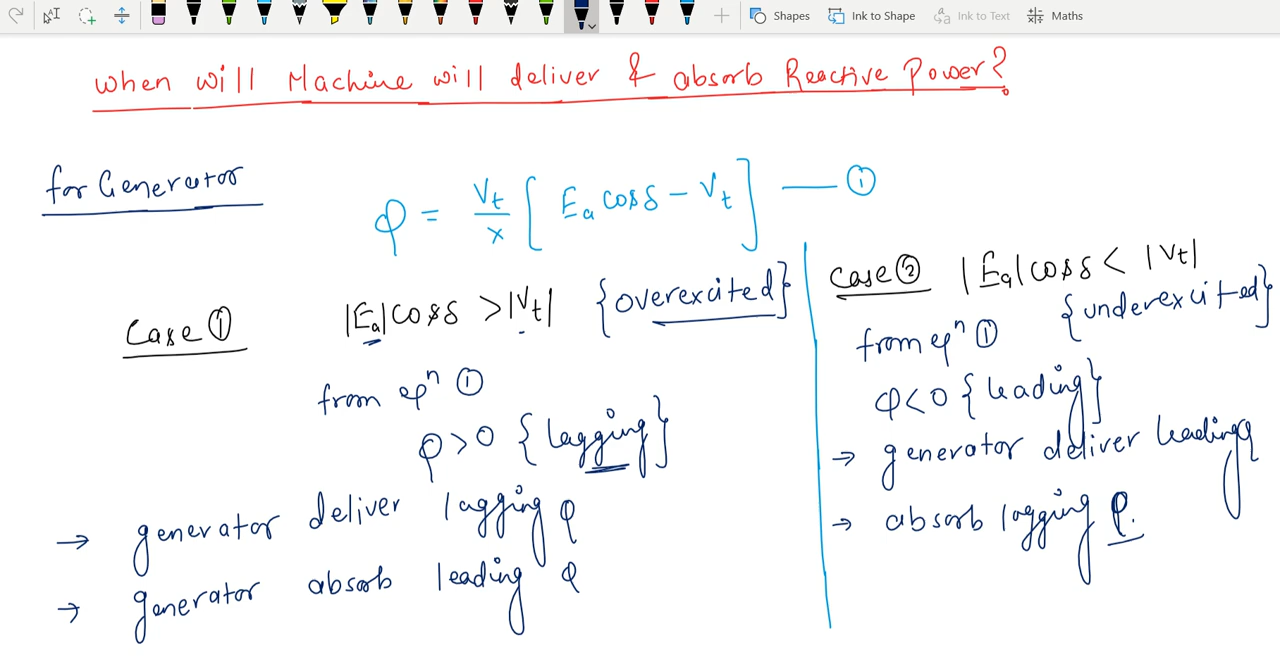 Shapes
Ink to Shape
Ink to Text
Maths
When will Machine will deliver & absorb Reactive Power?
for Generator
Q = Vt/x [Ea cosδ - Vt] — ①
Case ①
|Ea|cosδ > |Vt| {overexcited}
from eqⁿ ①
Q>0 {lagging}
→ generator deliver lagging Q
→ generator absorb leading Q
Case ② |Ea|cosδ < |Vt|
{underexcited}
from eqⁿ ①
Q<0 {leading}
→ generator deliver leading Q
→ absorb lagging Q.